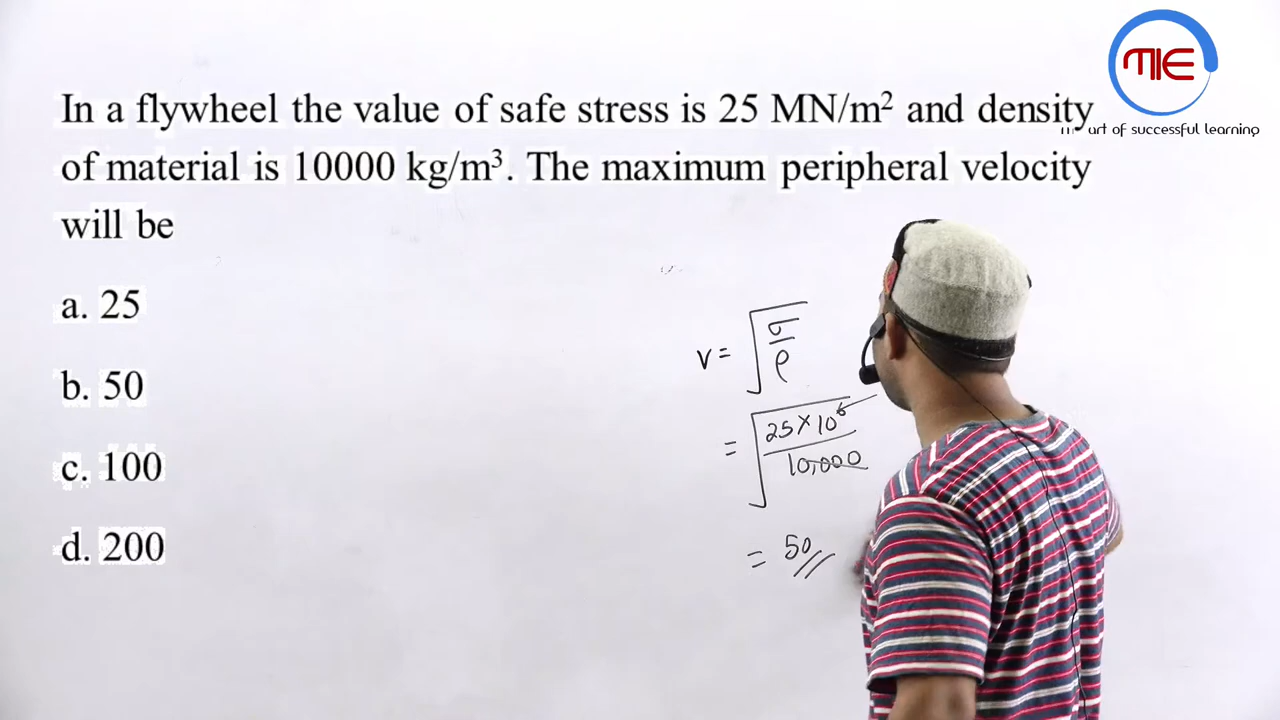 MIE
In a flywheel the value of safe stress is 25 MN/m² and density
art of successful learning
of material is 10000 kg/m³. The maximum peripheral velocity
will be
a. 25
b. 50
c. 100
d. 200
v = √(σ/ρ)
= √(25 × 10⁶/10,000)
= 50